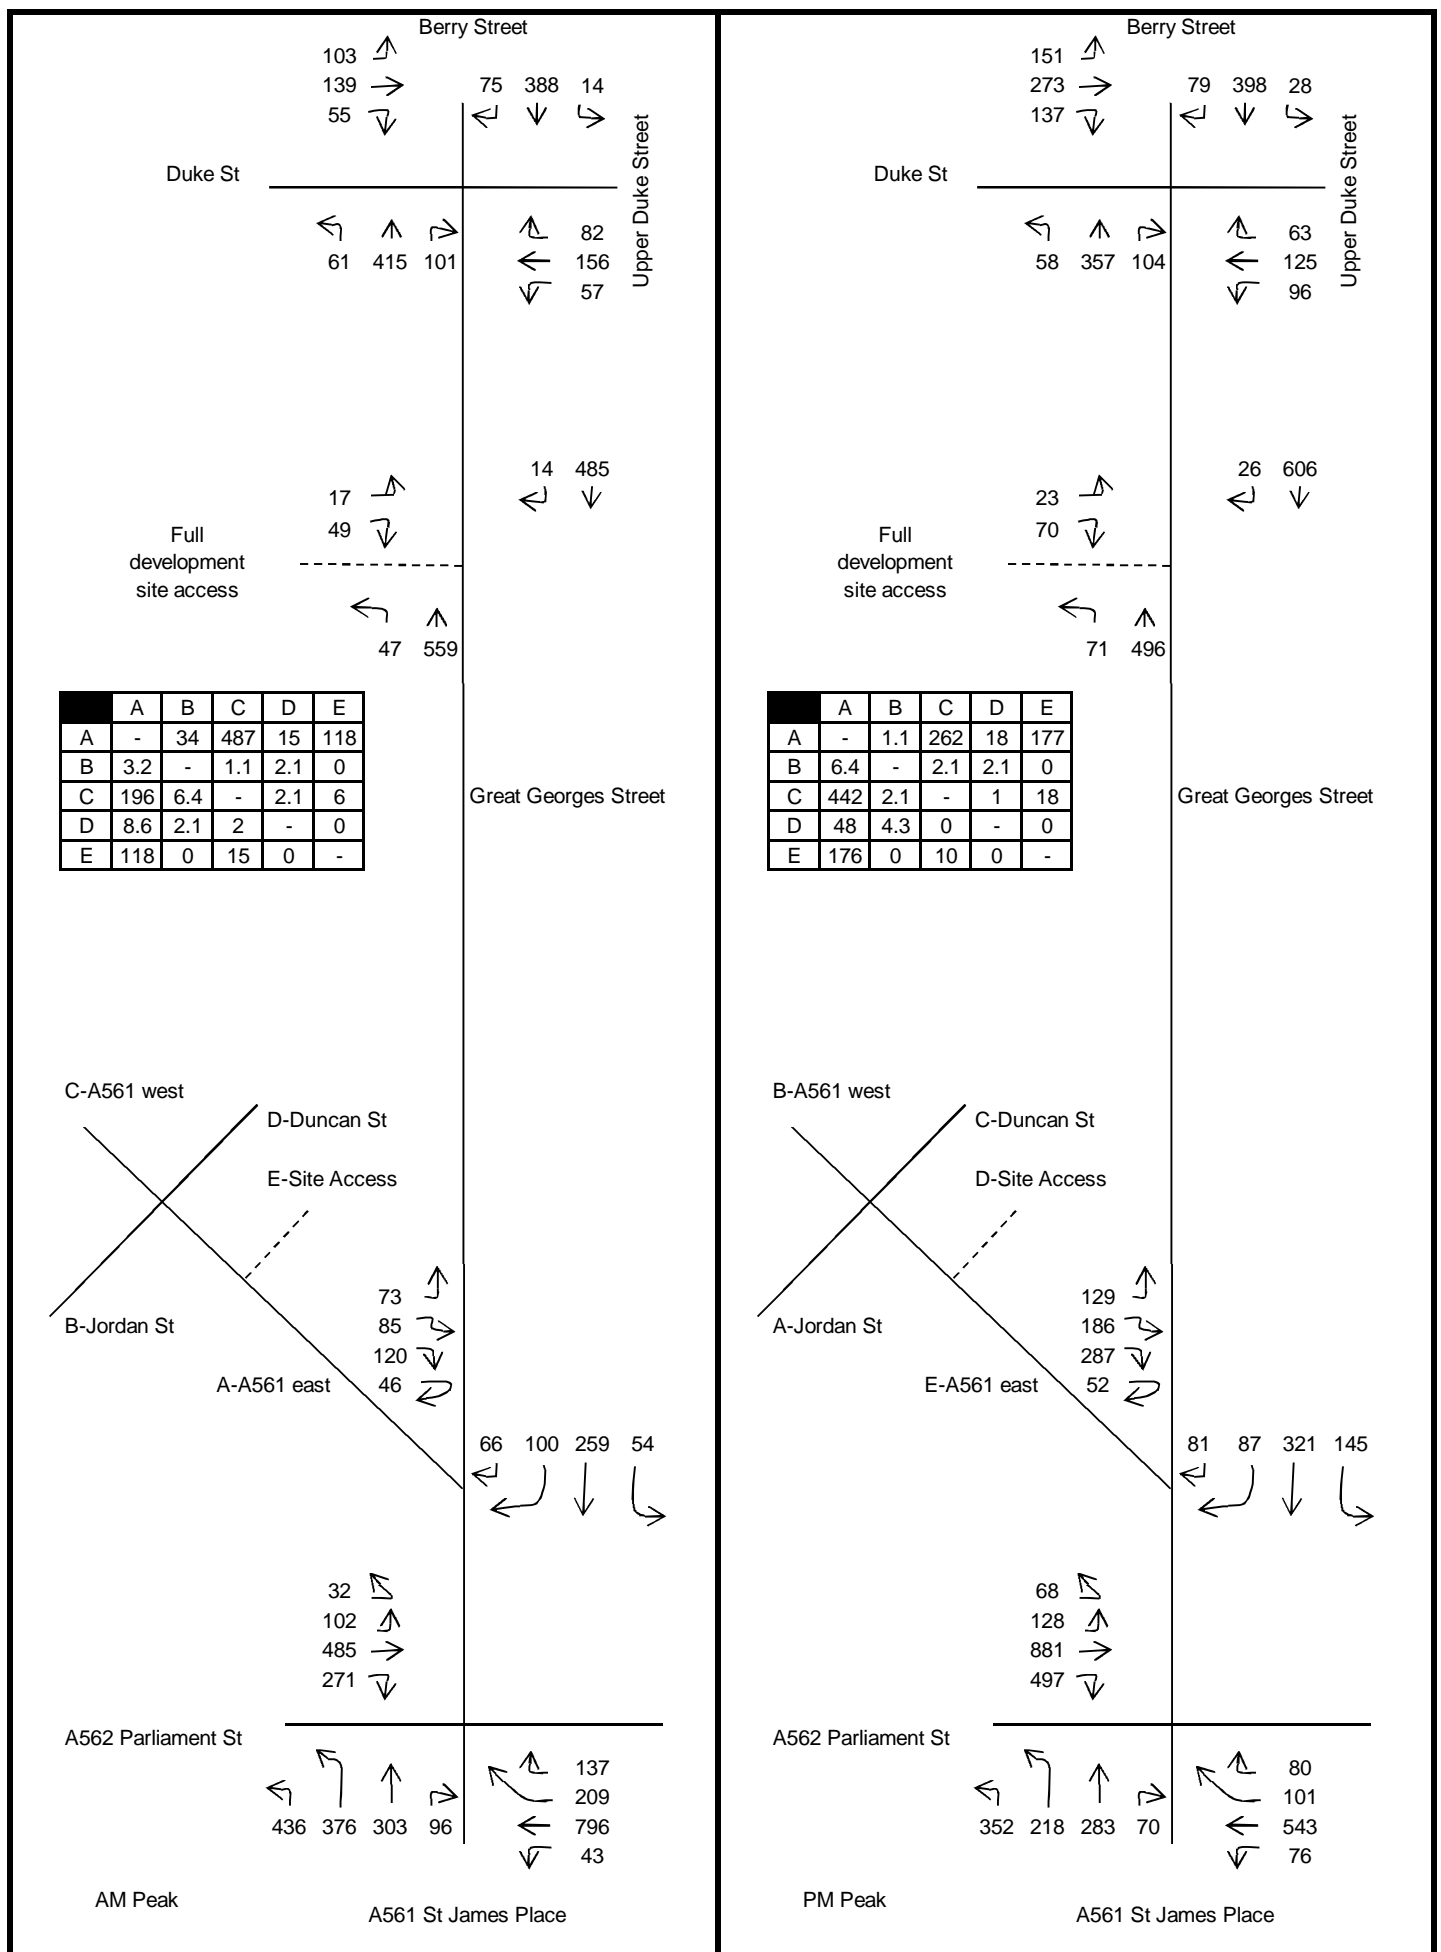 Berry Street
103
139 75 388 14
55
Upper Duke Street
Duke St
82
61 415 101 156
57
14 485
17
49
Full
development
site access
47 559
A B C D E
A - 34 487 15 118
B 3.2 - 1.1 2.1 0
C 196 6.4 - 2.1 6
D 8.6 2.1 2 - 0
E 118 0 15 0 -
Great Georges Street
C-A561 west
D-Duncan St
E-Site Access
73
B-Jordan St 85
120
A-A561 east 46
66 100 259 54
32
102
485
271
A562 Parliament St
137
209
436 376 303 96 796
43
AM Peak
A561 St James Place
Berry Street
151
273 79 398 28
137
Upper Duke Street
Duke St
63
58 357 104 125
96
26 606
23
70
Full
development
site access
71 496
A B C D E
A - 1.1 262 18 177
B 6.4 - 2.1 2.1 0
C 442 2.1 - 1 18
D 48 4.3 0 - 0
E 176 0 10 0 -
Great Georges Street
B-A561 west
C-Duncan St
D-Site Access
129
A-Jordan St 186
287
E-A561 east 52
81 87 321 145
68
128
881
497
A562 Parliament St
80
101
352 218 283 70 543
76
PM Peak
A561 St James Place